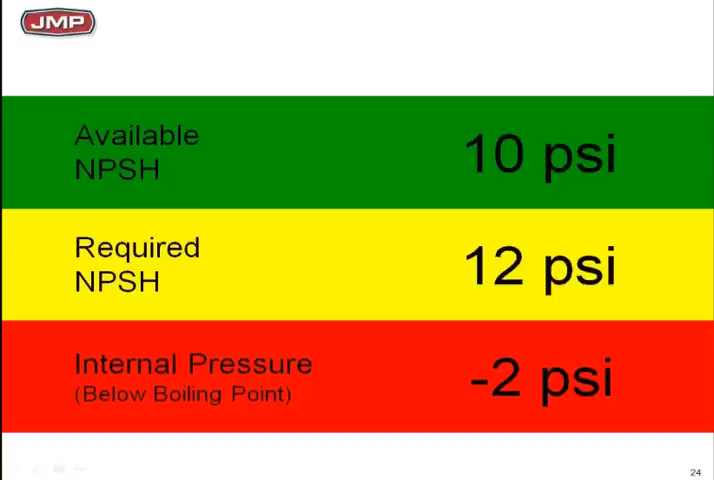 JMP
Available
NPSH
10 psi
Required
NPSH
12 psi
Internal Pressure
(Below Boiling Point)
-2 psi
24